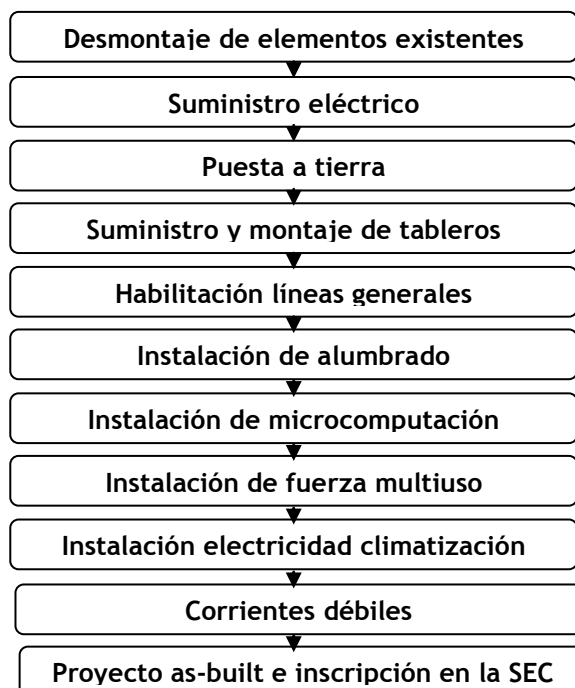 Desmontaje de elementos existentes
Suministro eléctrico
Puesta a tierra
Suministro y montaje de tableros
Habilitación líneas generales
Instalación de alumbrado
Instalación de microcomputación
Instalación de fuerza multiuso
Instalación electricidad climatización
Corrientes débiles
Proyecto as-built e inscripción en la SEC